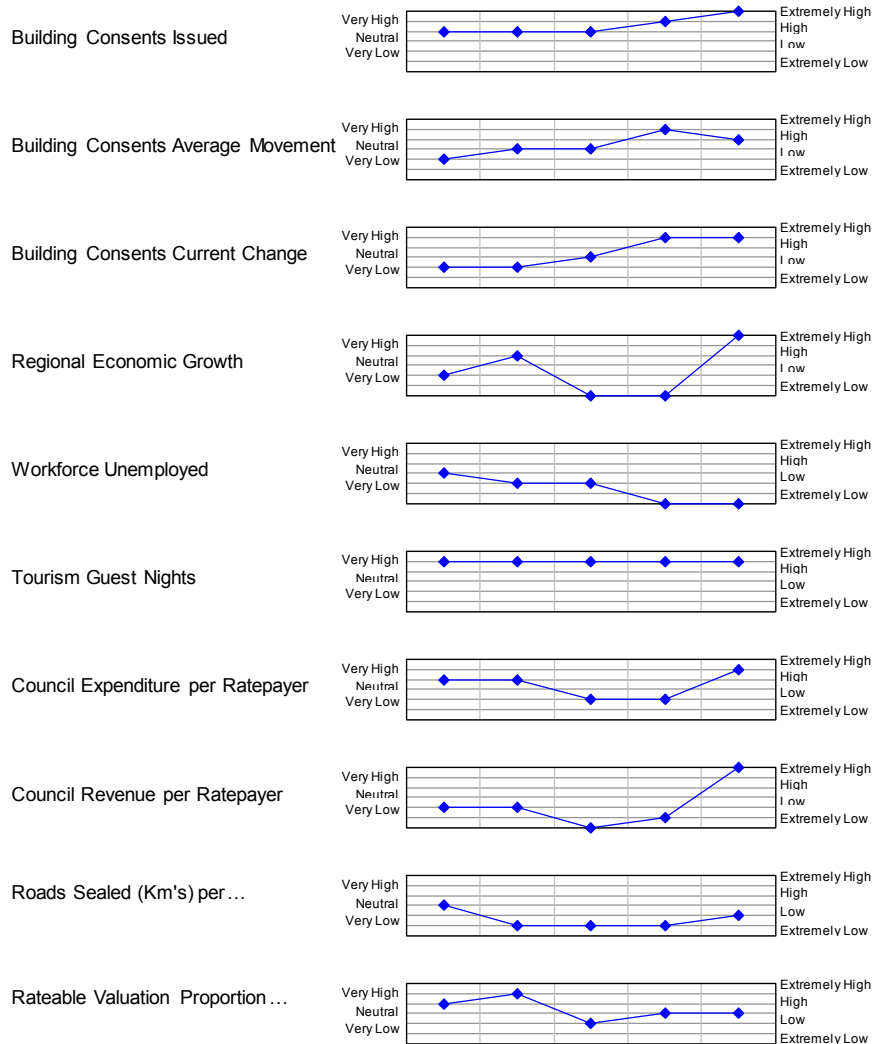 Building Consents Issued
Very High
Neutral
Very Low
Extremely High
High
Low
Extremely Low
Building Consents Average Movement
Very High
Neutral
Very Low
Extremely High
High
Low
Extremely Low
Building Consents Current Change
Very High
Neutral
Very Low
Extremely High
High
Low
Extremely Low
Regional Economic Growth
Very High
Neutral
Very Low
Extremely High
High
Low
Extremely Low
Workforce Unemployed
Very High
Neutral
Very Low
Extremely High
High
Low
Extremely Low
Tourism Guest Nights
Very High
Neutral
Very Low
Extremely High
High
Low
Extremely Low
Council Expenditure per Ratepayer
Very High
Neutral
Very Low
Extremely High
High
Low
Extremely Low
Council Revenue per Ratepayer
Very High
Neutral
Very Low
Extremely High
High
Low
Extremely Low
Roads Sealed (Km's) per…
Very High
Neutral
Very Low
Extremely High
High
Low
Extremely Low
Rateable Valuation Proportion…
Very High
Neutral
Very Low
Extremely High
High
Low
Extremely Low